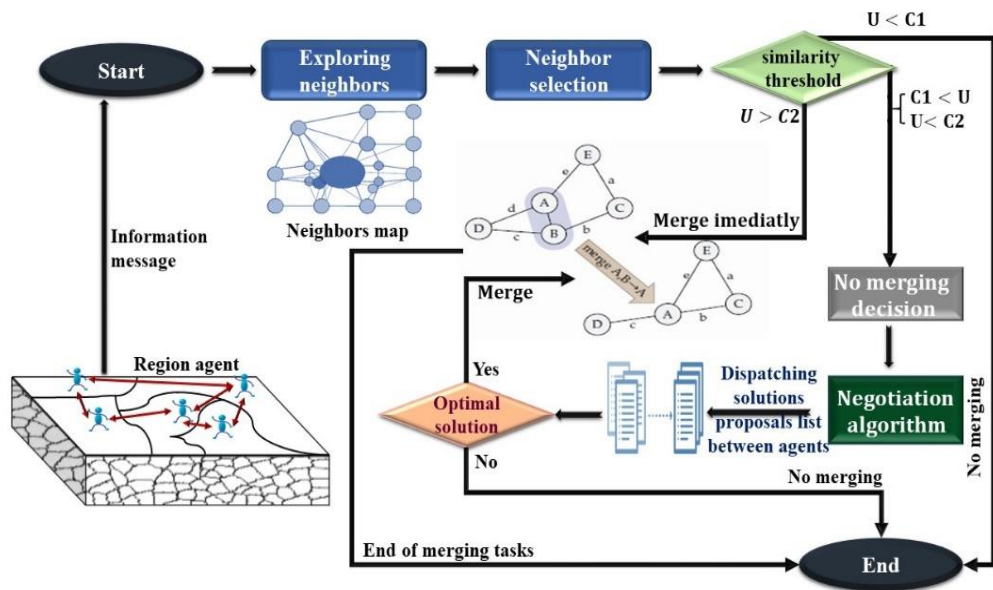 U < C1
Start
Exploring
neighbors
Neighbor
selection
similarity
threshold
U > C2
C1 < U
U< C2
Neighbors map
E
e
a
A
d
C
D
B
c
b
Merge imediatly
merge A,B→A
E
e
a
C
D
A
c
b
Information
message
Merge
No merging
decision
Region agent
Yes
Optimal
solution
No
Dispatching
solutions
proposals list
between agents
Negotiation
algorithm
No merging
No merging
End of merging tasks
End